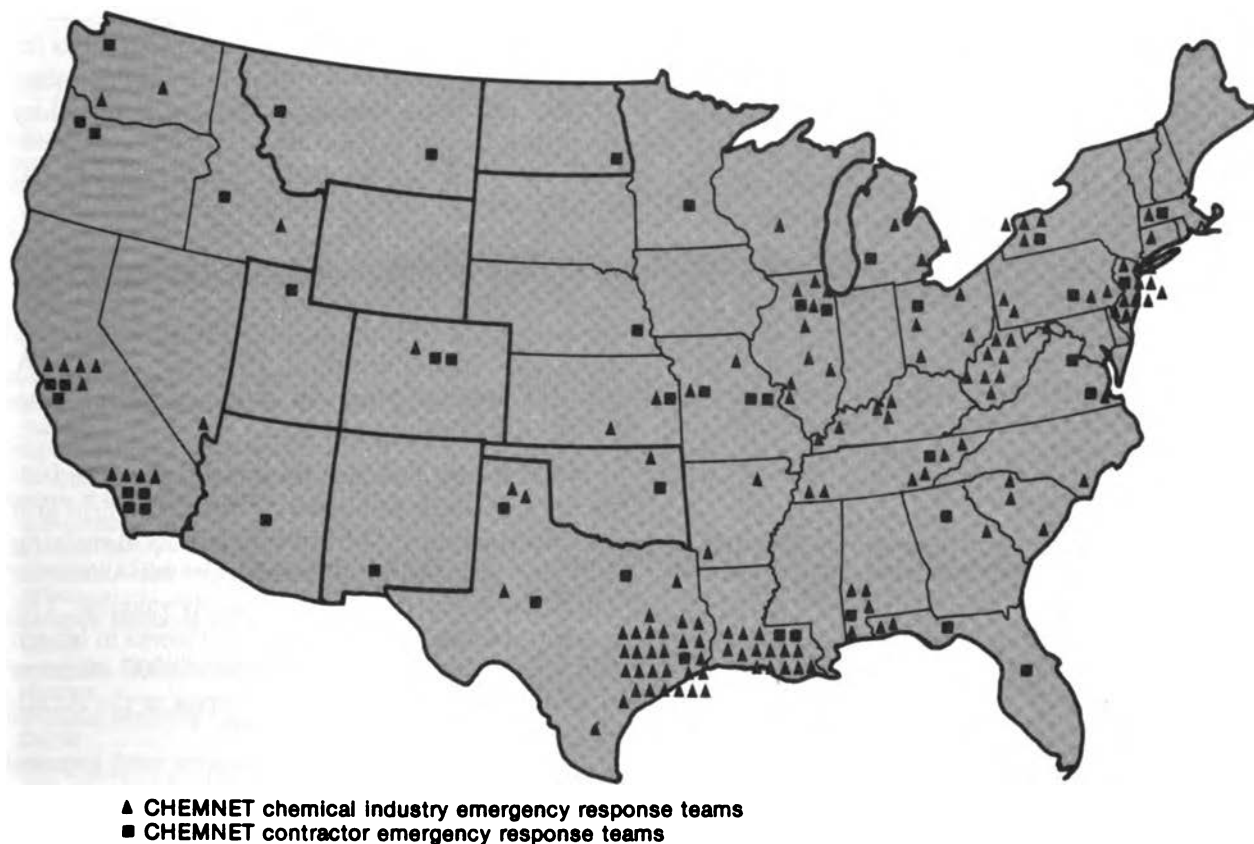 ▲ CHEMNET chemical industry emergency response teams
■ CHEMNET contractor emergency response teams